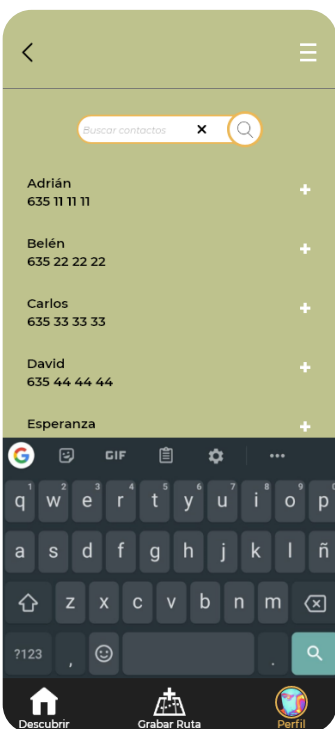 Buscar contactos
Adrián
635 11 11 11
Belén
635 22 22 22
Carlos
635 33 33 33
David
635 44 44 44
Esperanza
G GIF
1 2 3 4 5 6 7 8 9 0
q w e r t y u i o p
a s d f g h j k l ñ
z x c v b n m
?123 , .
Descubrir Grabar Ruta Perfil